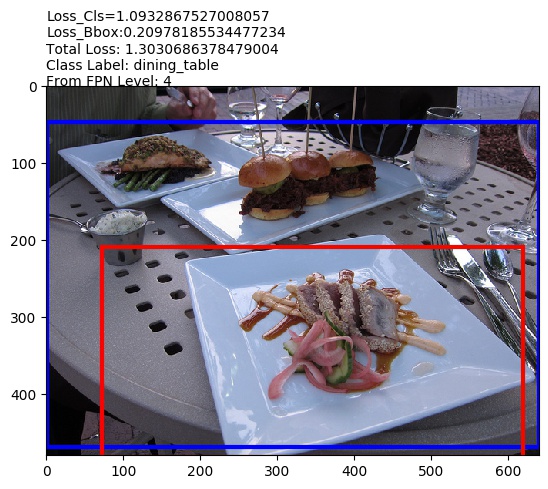 Loss_Cls=1.0932867527008057
Loss_Bbox:0.20978185534477234
Total Loss: 1.3030686378479004
Class Label: dining_table
From FPN Level: 4
0
100
200
300
400
0 100 200 300 400 500 600